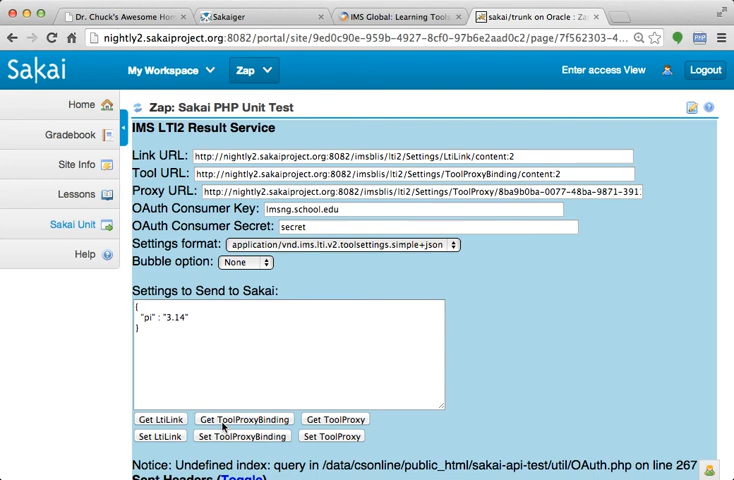 Dr. Chuck's Awesome Hom
Sakaiger
IMS Global: Learning Tools
sakai/trunk on Oracle : Za
nightly2.sakaiproject.org:8082/portal/site/9ed0c90e-959b-4927-8cf0-97b6e2aad0c2/page/7f562303-4...
PHP
Sakai
My Workspace
Zap
Enter access View
Logout
Home
Gradebook
Site Info
Lessons
Sakai Unit
Help
Zap: Sakai PHP Unit Test
IMS LTI2 Result Service
Link URL: http://nightly2.sakaiproject.org:8082/imsblis/lti2/Settings/LtiLink/content:2
Tool URL: http://nightly2.sakaiproject.org:8082/imsblis/lti2/Settings/ToolProxyBinding/content:2
Proxy URL: http://nightly2.sakaiproject.org:8082/imsblis/lti2/Settings/ToolProxy/8ba9b0ba-0077-48ba-9871-391
OAuth Consumer Key: lmsng.school.edu
OAuth Consumer Secret: secret
Settings format: application/vnd.ims.lti.v2.toolsettings.simple+json
Bubble option: None
Settings to Send to Sakai:
{
"pi" : "3.14"
}
Get LtiLink Get ToolProxyBinding Get ToolProxy
Set LtiLink Set ToolProxyBinding Set ToolProxy
Notice: Undefined index: query in /data/csonline/public_html/sakai-api-test/util/OAuth.php on line 267
Sent Headers (Toggle)